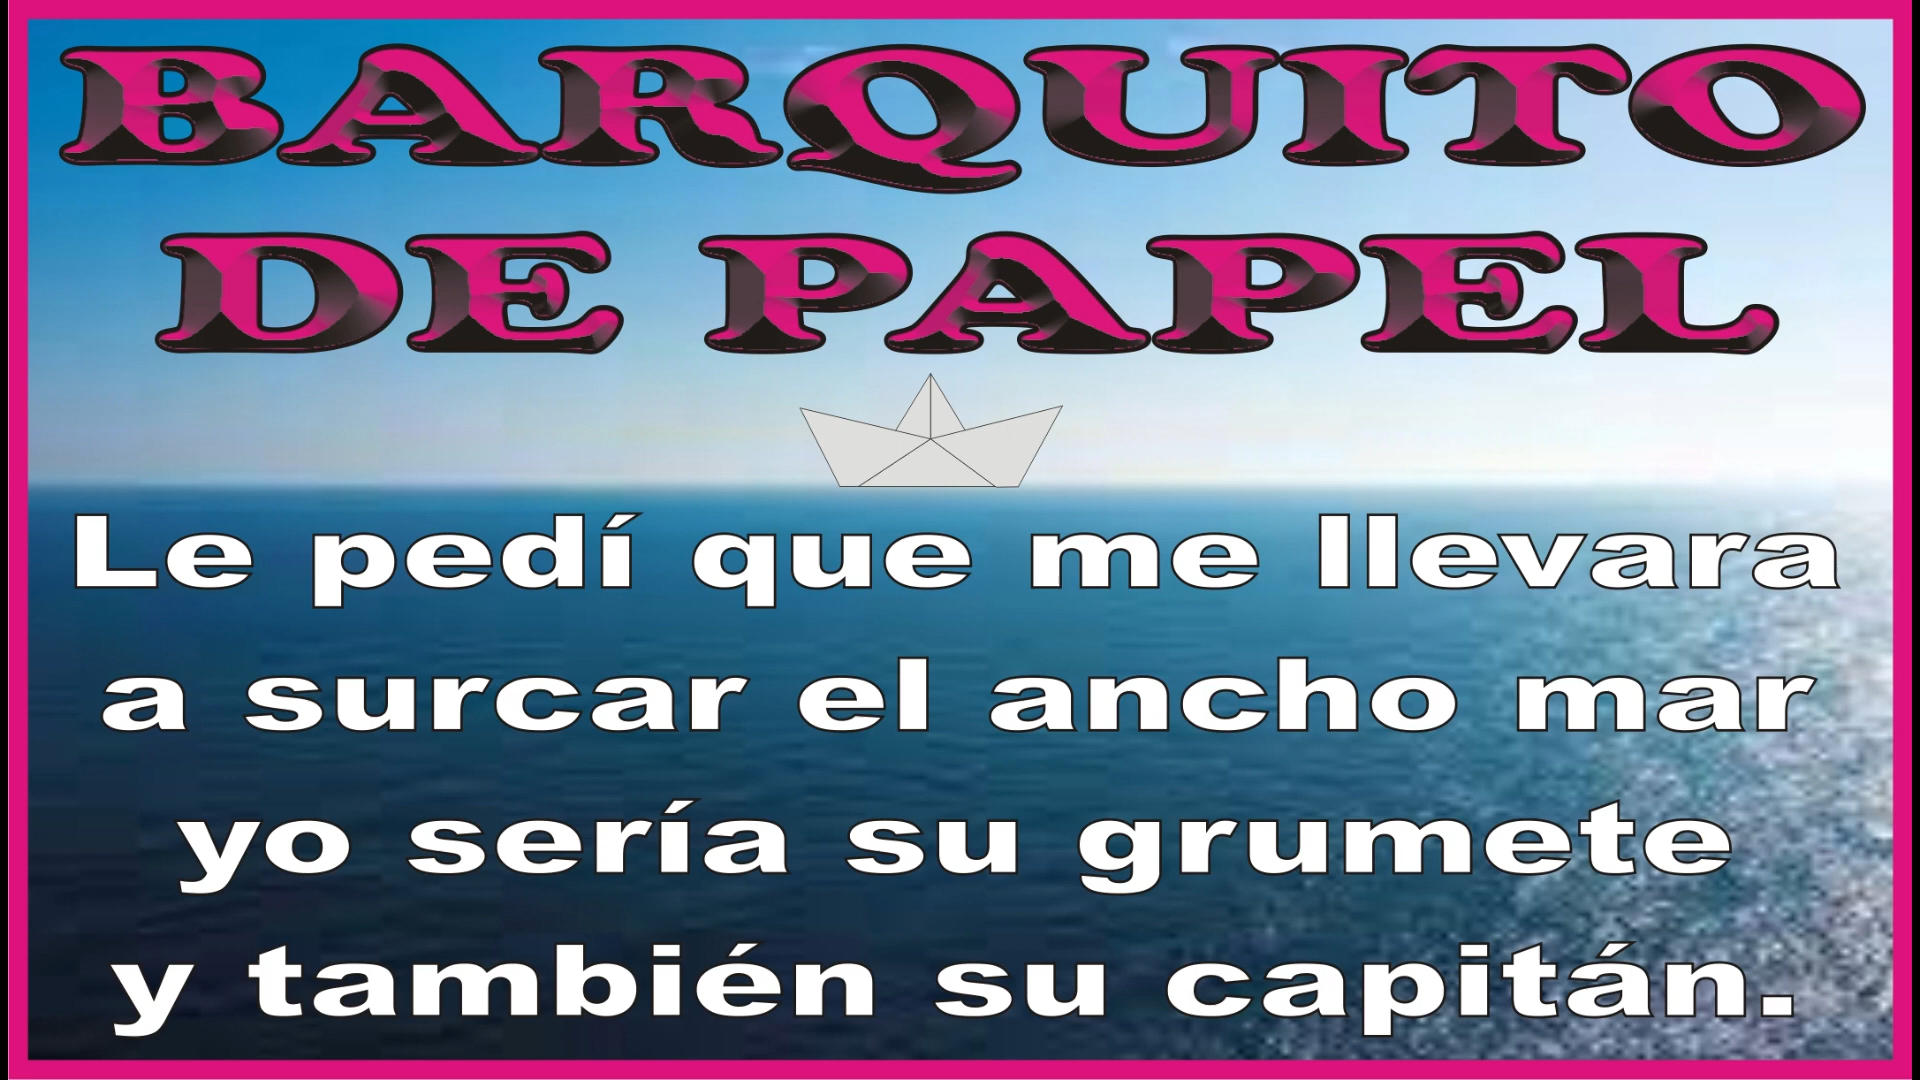 BARQUITO
DE PAPEL
Le pedí que me llevara
a surcar el ancho mar
yo sería su grumete
y también su capitán.